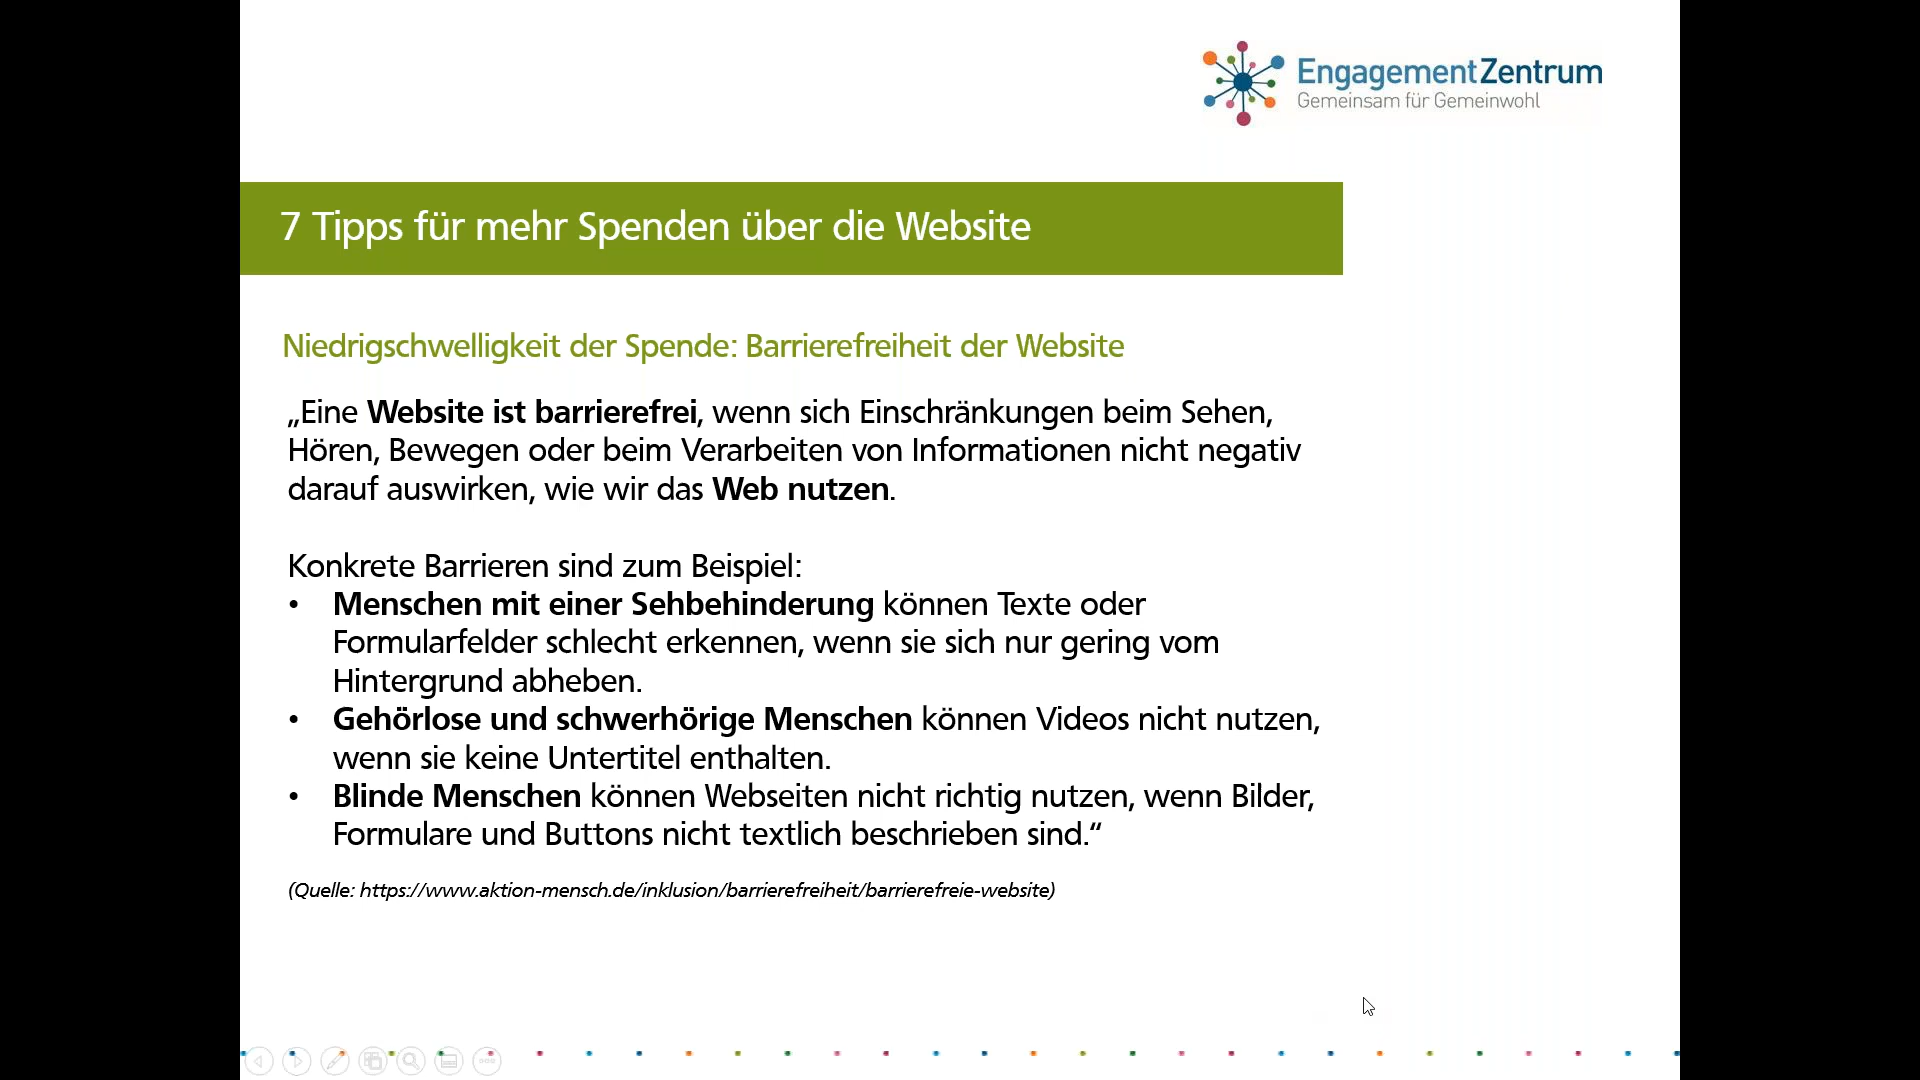 EngagementZentrum
Gemeinsam für Gemeinwohl
7 Tipps für mehr Spenden über die Website
Niedrigschwelligkeit der Spende: Barrierefreiheit der Website
„Eine Website ist barrierefrei, wenn sich Einschränkungen beim Sehen,
Hören, Bewegen oder beim Verarbeiten von Informationen nicht negativ
darauf auswirken, wie wir das Web nutzen.
Konkrete Barrieren sind zum Beispiel:
• Menschen mit einer Sehbehinderung können Texte oder
Formularfelder schlecht erkennen, wenn sie sich nur gering vom
Hintergrund abheben.
• Gehörlose und schwerhörige Menschen können Videos nicht nutzen,
wenn sie keine Untertitel enthalten.
• Blinde Menschen können Webseiten nicht richtig nutzen, wenn Bilder,
Formulare und Buttons nicht textlich beschrieben sind.“
(Quelle: https://www.aktion-mensch.de/inklusion/barrierefreiheit/barrierefreie-website)